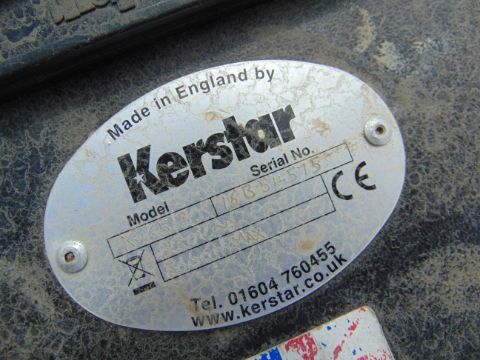 Made in England by
Kerstar
Model
Serial No.
CE
Tel. 01604 760455
www.kerstar.co.uk